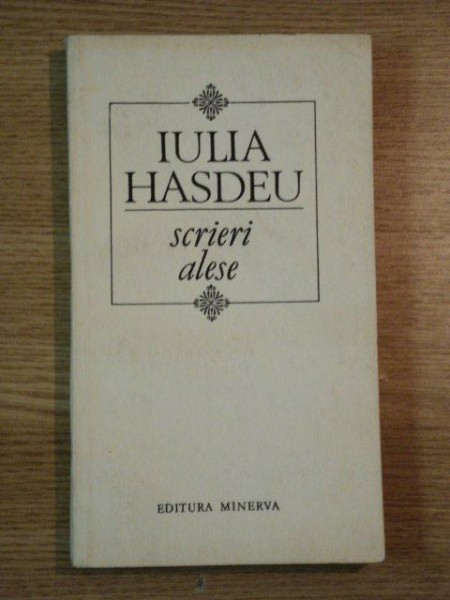 IULIA
HASDEU
scrieri
alese
EDITURA MINERVA